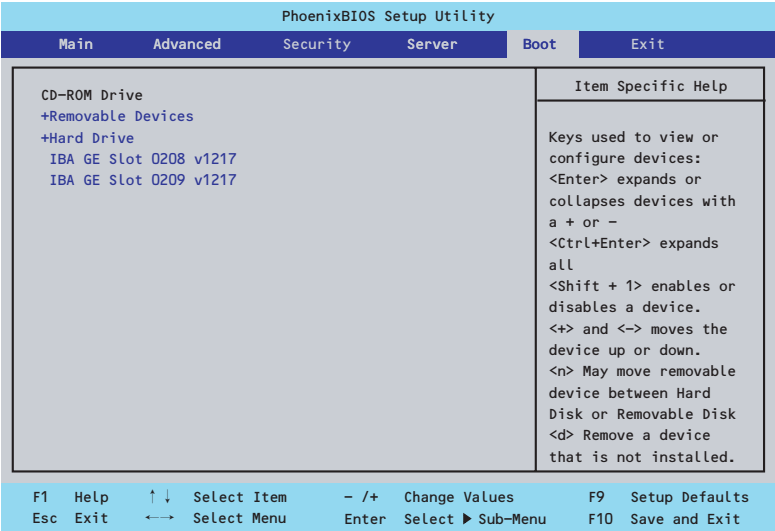 PhoenixBIOS Setup Utility
Main Advanced Security Server Boot Exit
CD-ROM Drive
+Removable Devices
+Hard Drive
IBA GE Slot 0208 v1217
IBA GE Slot 0209 v1217
Item Specific Help
Keys used to view or
configure devices:
<Enter> expands or
collapses devices with
a + or -
<Ctrl+Enter> expands
all
<Shift + 1> enables or
disables a device.
<+> and <-> moves the
device up or down.
<n> May move removable
device between Hard
Disk or Removable Disk
<d> Remove a device
that is not installed.
F1 Help ↑↓ Select Item - /+ Change Values F9 Setup Defaults
Esc Exit ←→ Select Menu Enter Select ▶ Sub-Menu F10 Save and Exit